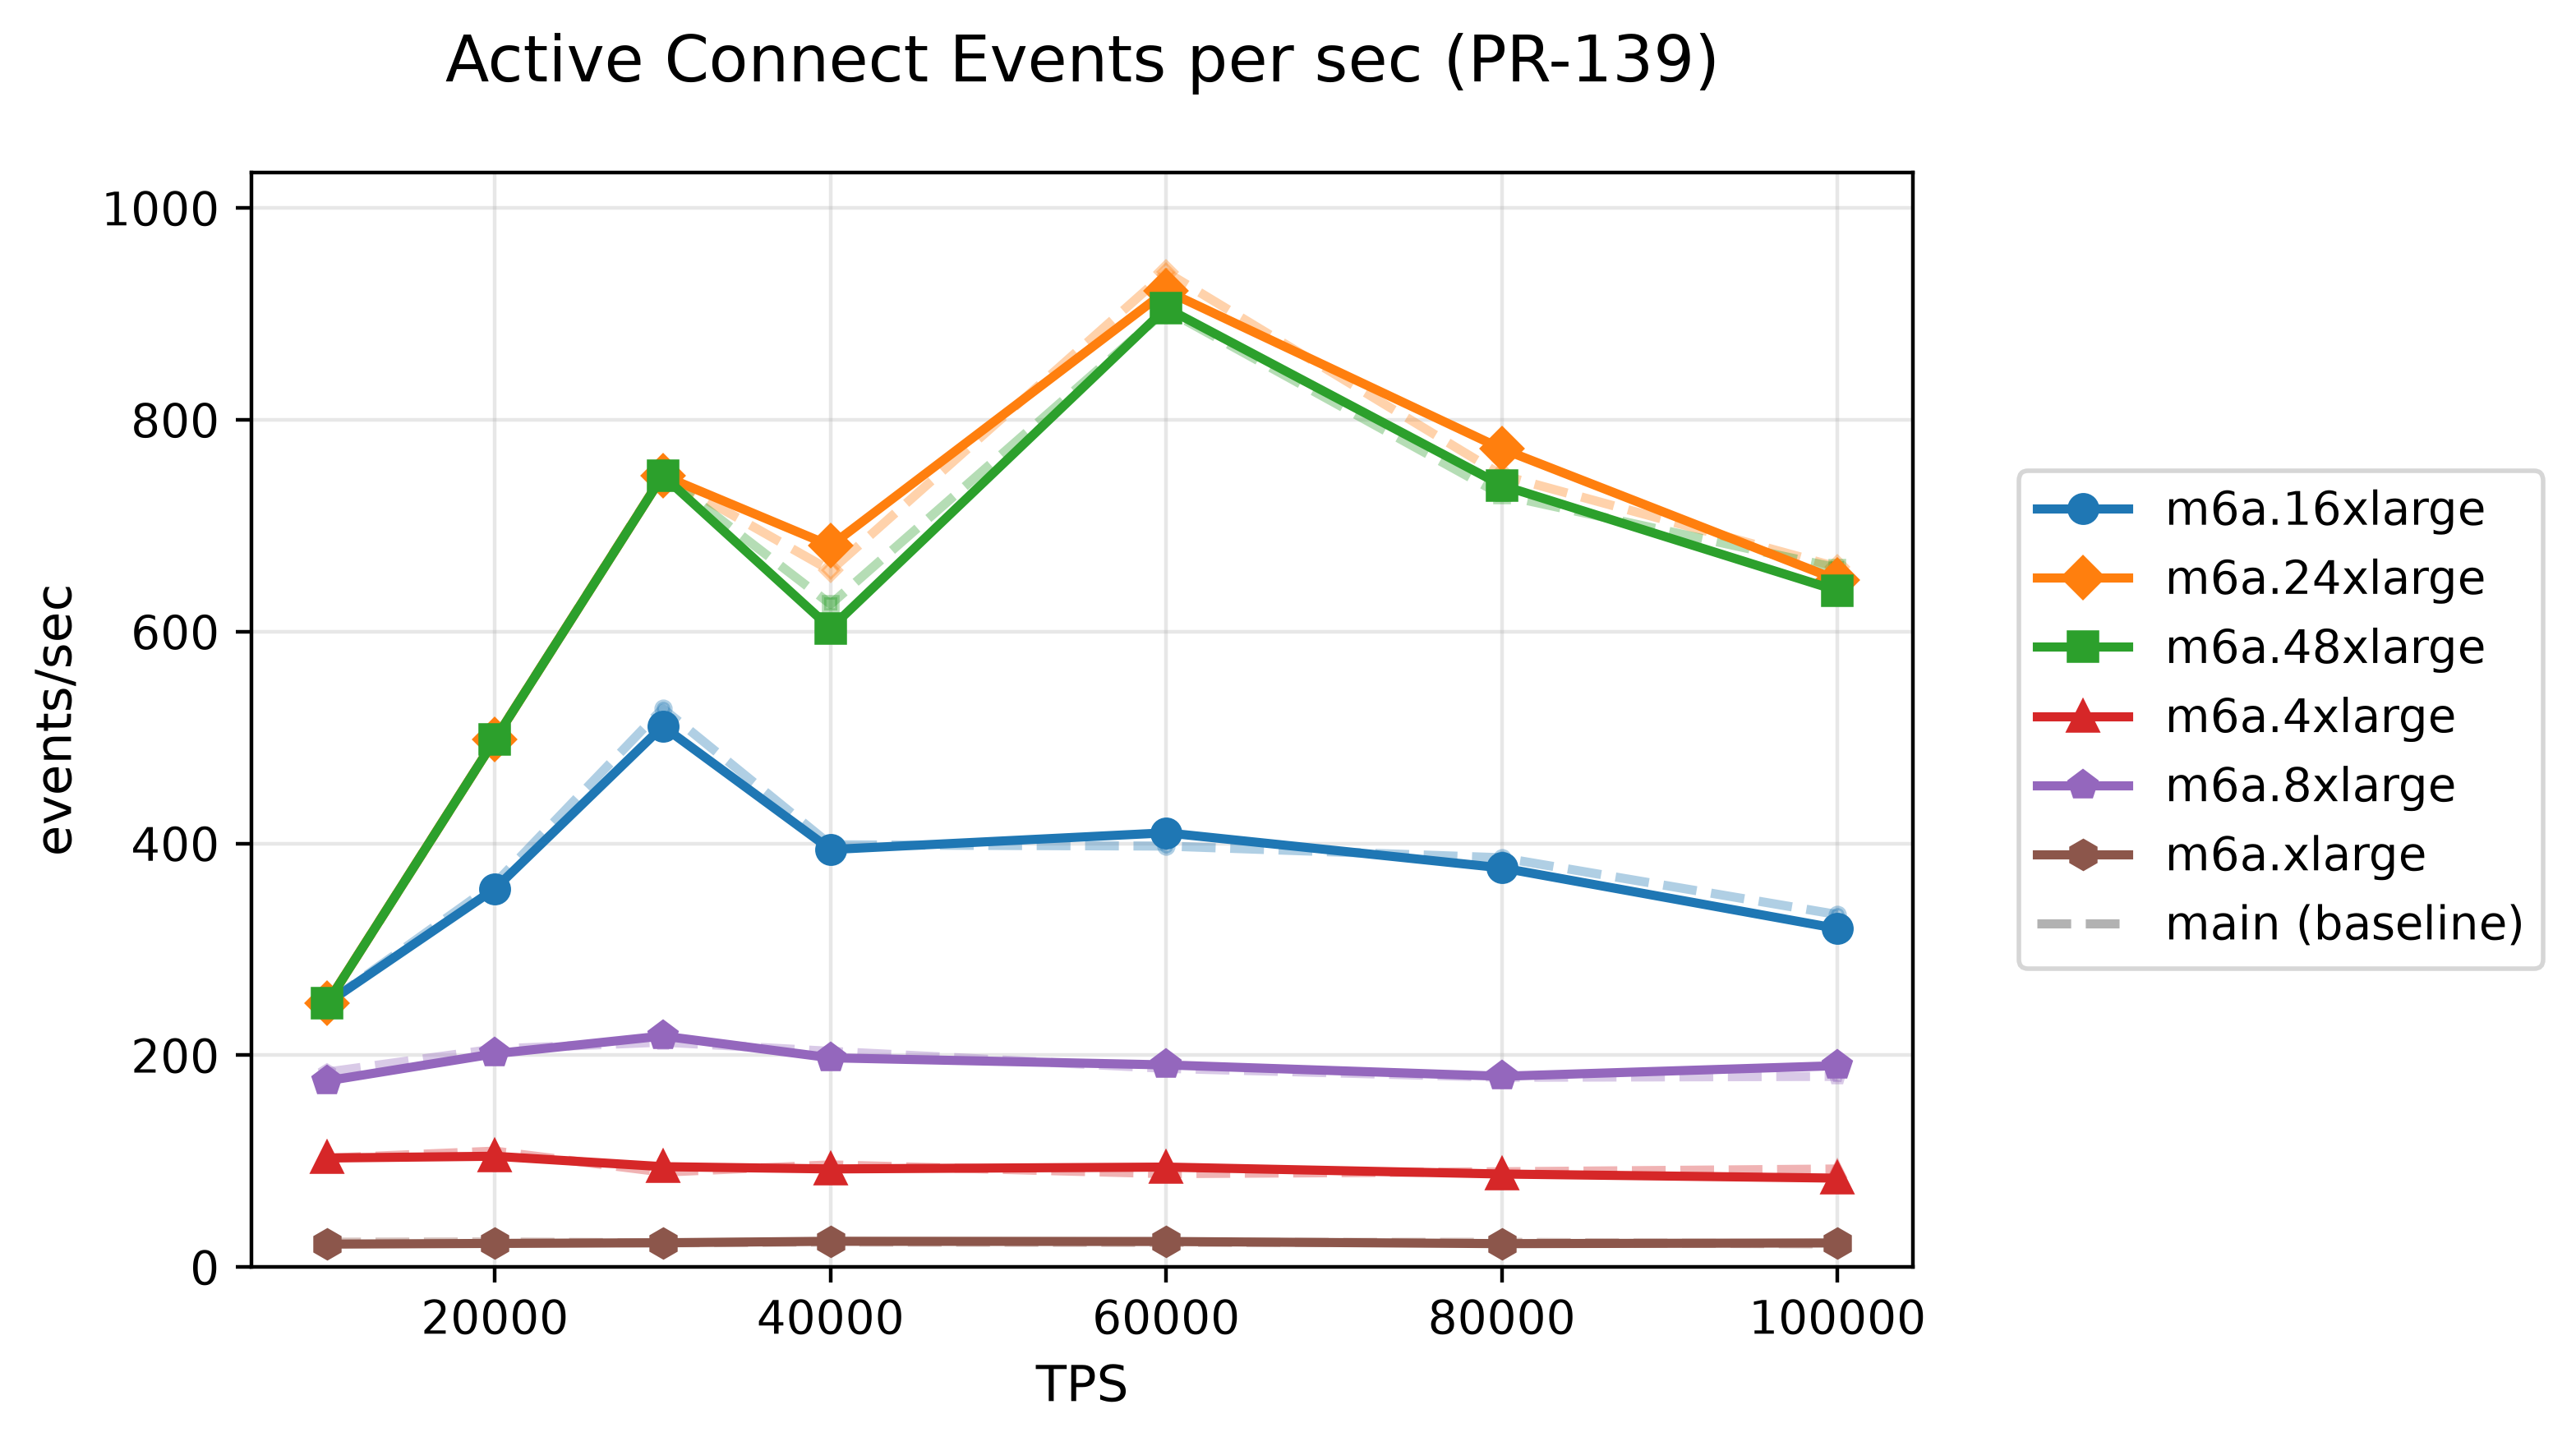 Active Connect Events per sec (PR-139)
1000
800
600
400
200
0
events/sec
20000 40000 60000 80000 100000
TPS
m6a.16xlarge
m6a.24xlarge
m6a.48xlarge
m6a.4xlarge
m6a.8xlarge
m6a.xlarge
main (baseline)